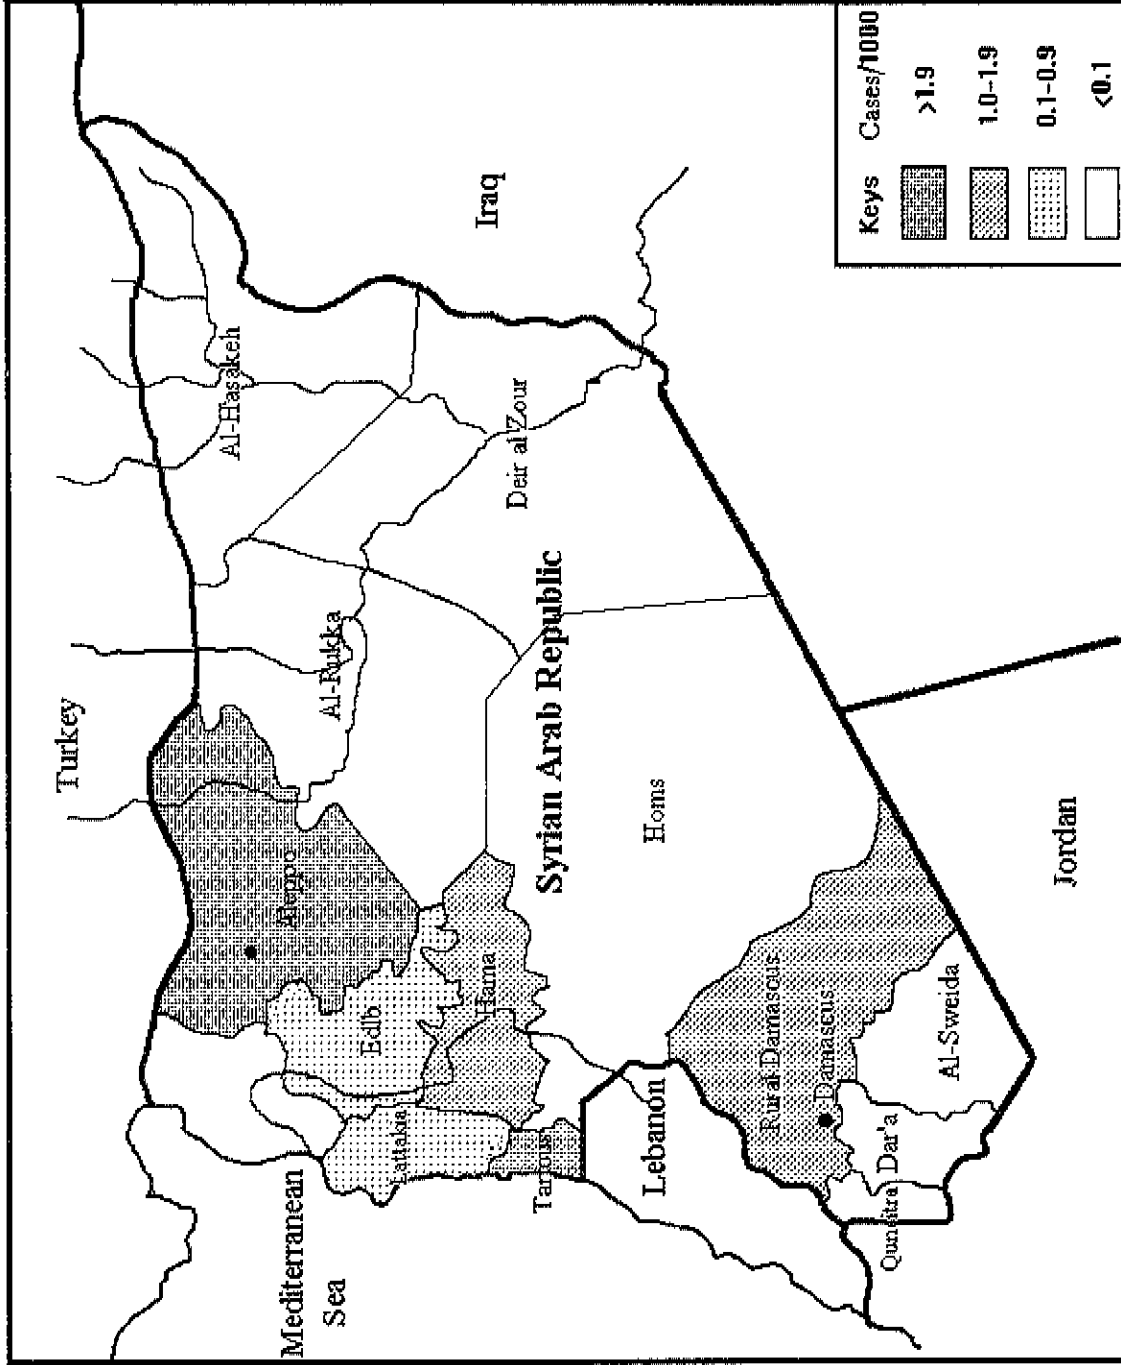 Turkey
Al-Hasakeh
Al-Rukka
Aleppo
Edlb
Lattakia
Hama
Tartous
Deir al Zour
Iraq
Mediterranean
Sea
Syrian Arab Republic
Homs
Lebanon
Rural Damascus
Damascus
Quneitra
Dar'a
Al-Sweida
Jordan
Keys Cases/1000
>1.9
1.0-1.9
0.1-0.9
<0.1